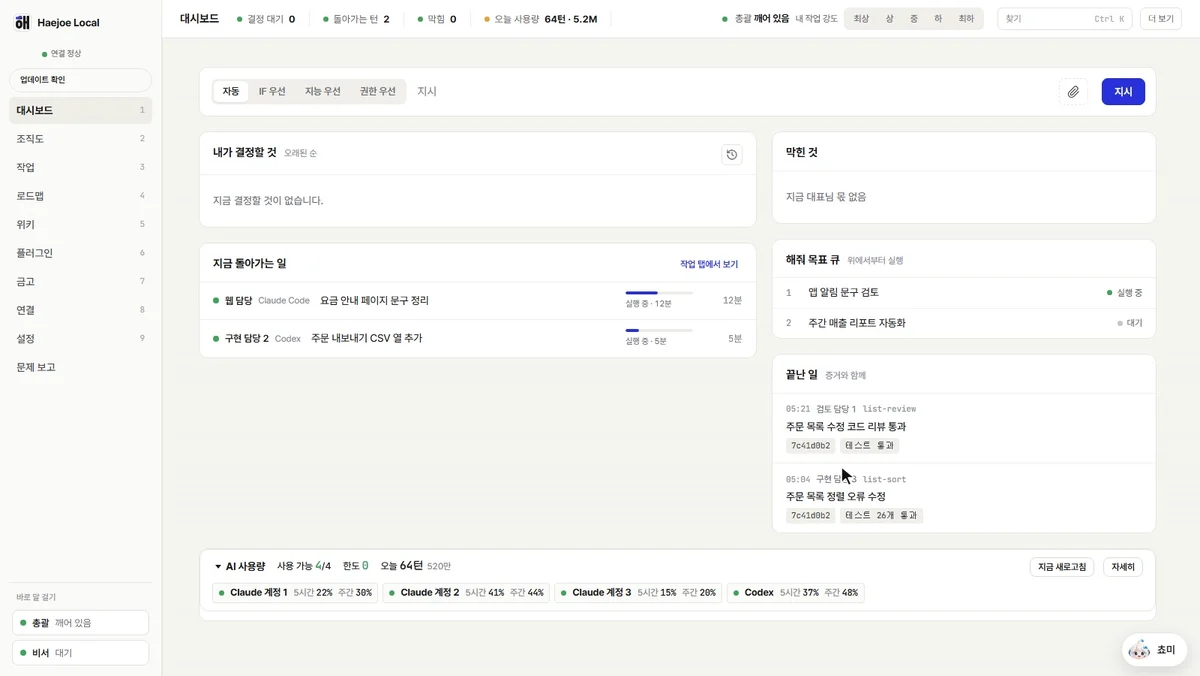 해 Haejoe Local
연결 정상
업데이트 확인
대시보드 1
조직도 2
작업 3
로드맵 4
위키 5
플러그인 6
금고 7
연결 8
설정 9
문제 보고
바로 말 걸기
총괄 깨어 있음
비서 대기
대시보드 결정 대기 0 돌아가는 턴 2 막힘 0 오늘 사용량 64턴 · 5.2M 총괄 깨어 있음 내 작업 강도 최상 상 중 하 최하 찾기 Ctrl K 더 보기
자동 IF 우선 지능 우선 권한 우선 지시 지시
내가 결정할 것 오래된 순
지금 결정할 것이 없습니다.
지금 돌아가는 일 작업 탭에서 보기
웹 담당 Claude Code 요금 안내 페이지 문구 정리 실행 중 · 12분 12분
구현 담당 2 Codex 주문 내보내기 CSV 열 추가 실행 중 · 5분 5분
막힌 것
지금 대표님 몫 없음
해줘 목표 큐 위에서부터 실행
1 앱 알림 문구 검토 실행 중
2 주간 매출 리포트 자동화 대기
끝난 일 증거와 함께
05:21 검토 담당 1 list-review
주문 목록 수정 코드 리뷰 통과
7c41d0b2 테스트 통과
05:04 구현 담당 3 list-sort
주문 목록 정렬 오류 수정
7c41d0b2 테스트 26개 통과
AI 사용량 사용 가능 4/4 한도 0 오늘 64턴 520만 지금 새로고침 자세히
Claude 계정 1 5시간 22% 주간 30% Claude 계정 2 5시간 41% 주간 44% Claude 계정 3 5시간 15% 주간 20% Codex 5시간 37% 주간 48%
쵸미